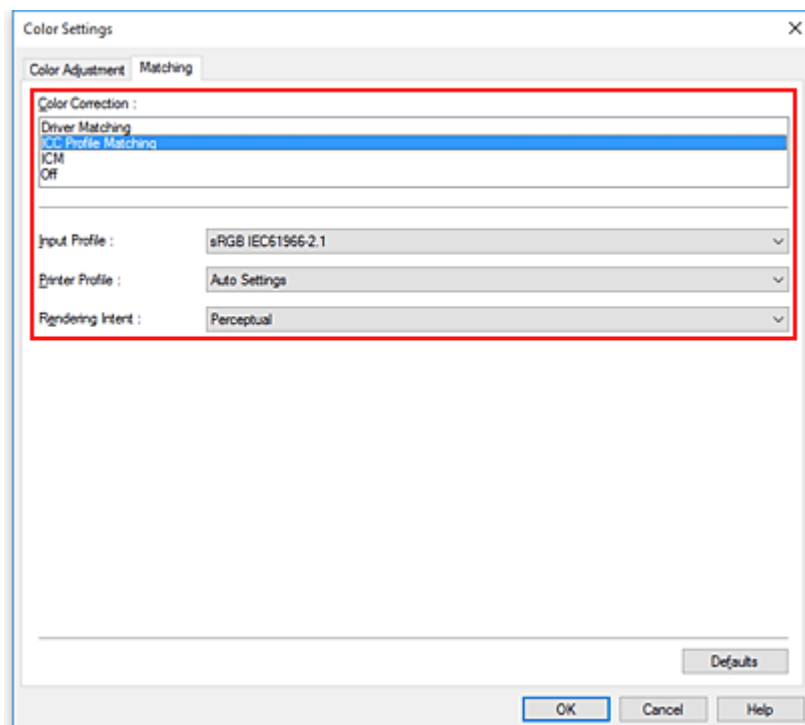 Color Settings
Color Adjustment Matching
Color Correction :
Driver Matching
ICC Profile Matching
ICM
Off
Input Profile : sRGB IEC61966-2.1
Printer Profile : Auto Settings
Rendering Intent : Perceptual
Defaults
OK Cancel Help